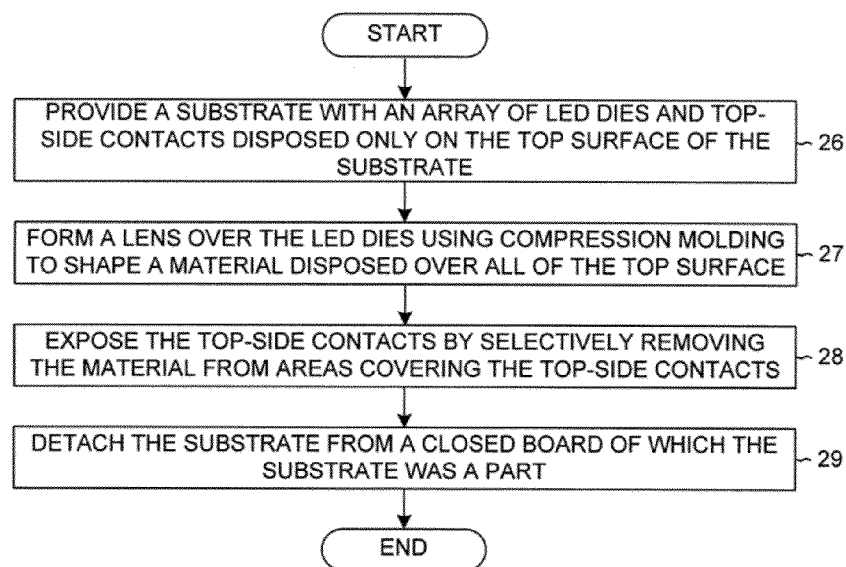 START
PROVIDE A SUBSTRATE WITH AN ARRAY OF LED DIES AND TOP-
SIDE CONTACTS DISPOSED ONLY ON THE TOP SURFACE OF THE
SUBSTRATE
26
FORM A LENS OVER THE LED DIES USING COMPRESSION MOLDING
TO SHAPE A MATERIAL DISPOSED OVER ALL OF THE TOP SURFACE
27
EXPOSE THE TOP-SIDE CONTACTS BY SELECTIVELY REMOVING
THE MATERIAL FROM AREAS COVERING THE TOP-SIDE CONTACTS
28
DETACH THE SUBSTRATE FROM A CLOSED BOARD OF WHICH THE
SUBSTRATE WAS A PART
29
END